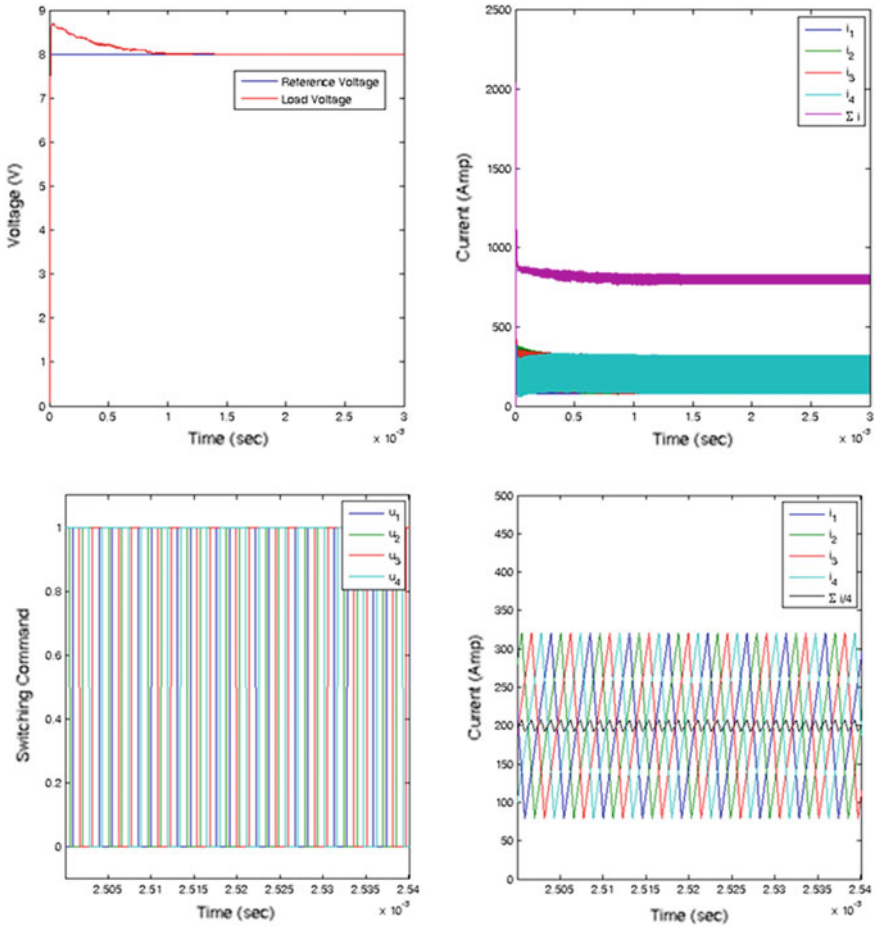 9
8
7
6
5
4
3
2
1
0
Voltage (V)
Reference Voltage
Load Voltage
0 0.5 1 1.5 2 2.5 3
Time (sec)
x 10⁻³
2500
2000
1500
1000
500
0
Current (Amp)
i₁
i₂
i₃
i₄
Σ i
0 0.5 1 1.5 2 2.5 3
Time (sec)
x 10⁻³
1
0.8
0.6
0.4
0.2
0
Switching Command
u₁
u₂
u₃
u₄
2.505 2.51 2.515 2.52 2.525 2.53 2.535 2.54
Time (sec)
x 10⁻³
500
450
400
350
300
250
200
150
100
50
0
Current (Amp)
i₁
i₂
i₃
i₄
Σ i/4
2.505 2.51 2.515 2.52 2.525 2.53 2.535 2.54
Time (sec)
x 10⁻³